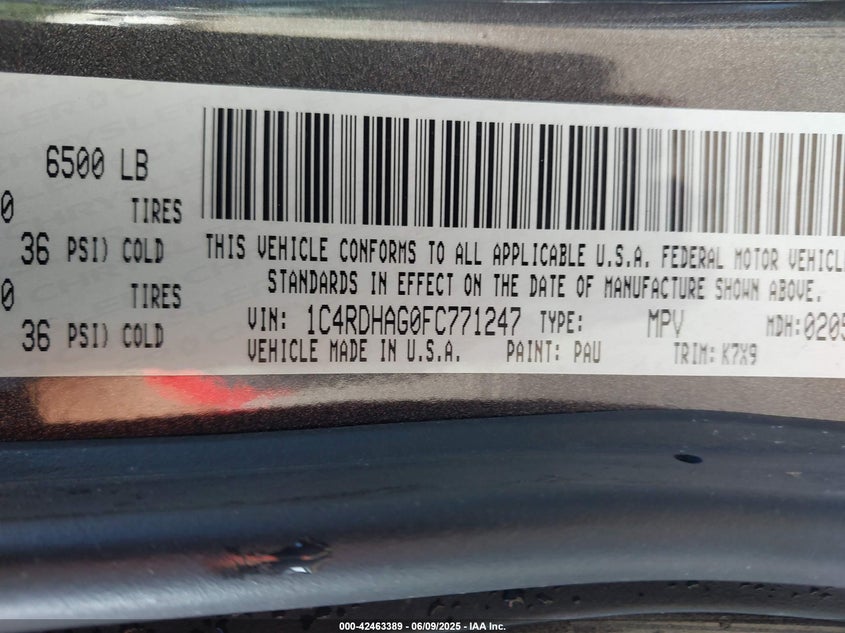 6500 LB
0 TIRES
36 PSI) COLD
0 TIRES
36 PSI) COLD
THIS VEHICLE CONFORMS TO ALL APPLICABLE U.S.A. FEDERAL MOTOR VEHICLE
STANDARDS IN EFFECT ON THE DATE OF MANUFACTURE SHOWN ABOVE.
VIN: 1C4RDHAG0FC771247 TYPE: MPV MDH: 0205
VEHICLE MADE IN U.S.A. PAINT: PAU TRIM: K7X9
000-42463389 - 06/09/2025 - IAA Inc.